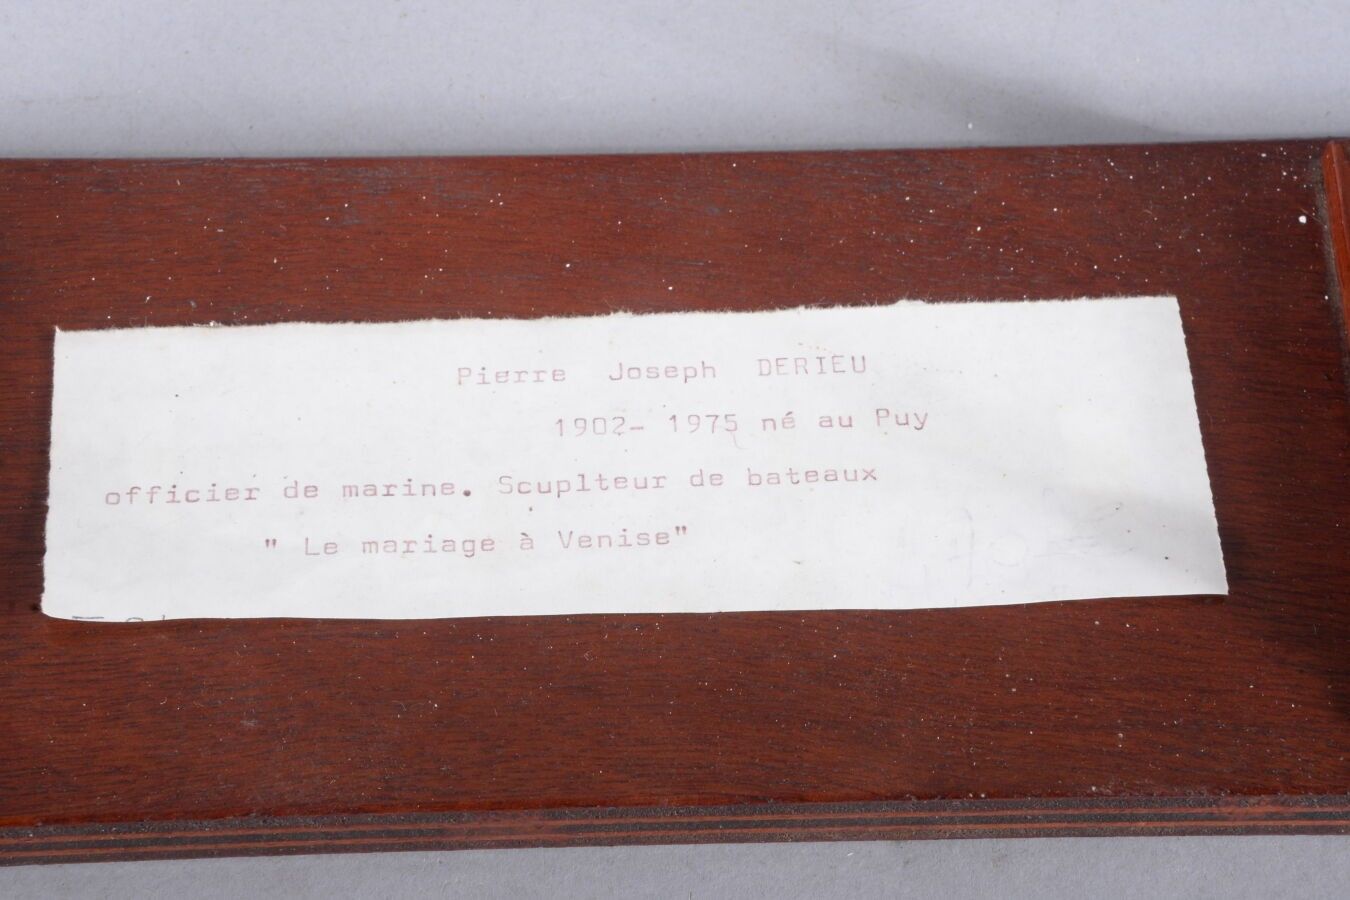 Pierre Joseph DERIEU
1902- 1975 né au Puy
officier de marine. Scuplteur de bateaux
" Le mariage à Venise"